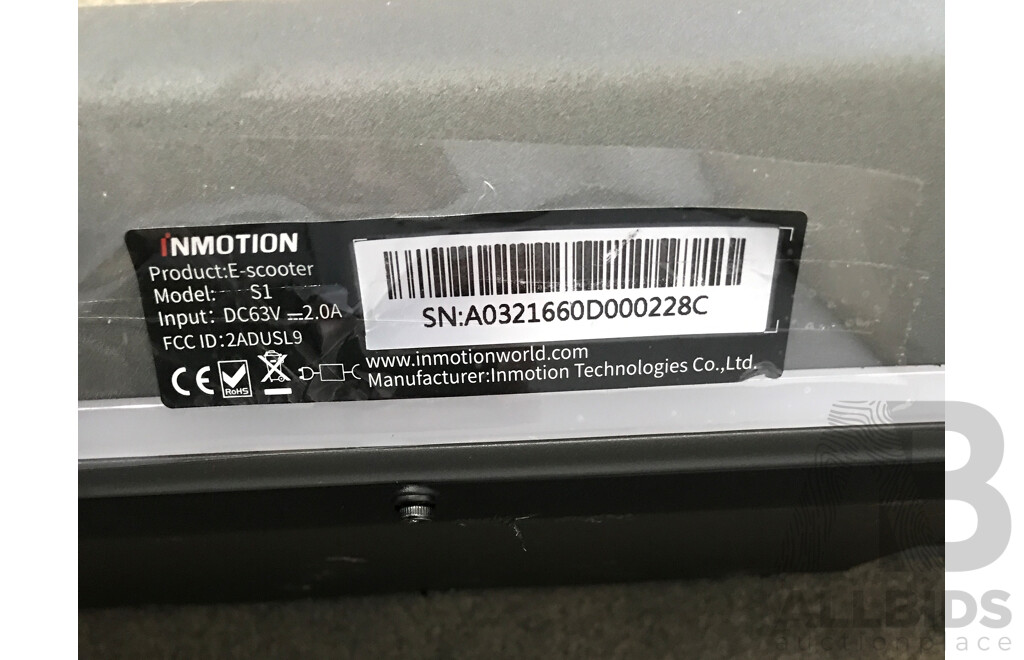 INMOTION
Product:E-scooter
Model: S1
Input: DC63V ⎓2.0A
FCC ID:2ADUSL9
CE
RoHS
SN:A0321660D000228C
www.inmotionworld.com
Manufacturer:Inmotion Technologies Co.,Ltd.
B
ALLBIDS
auctionplace